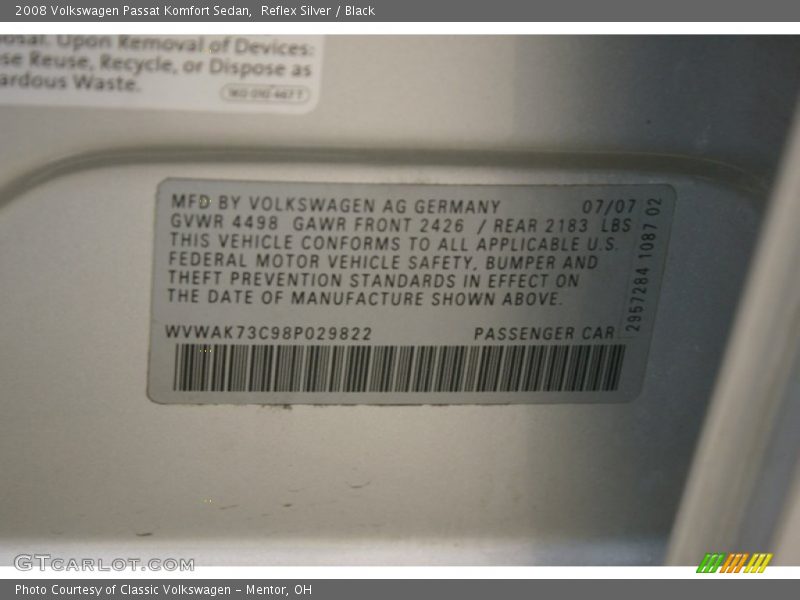 2008 Volkswagen Passat Komfort Sedan,  Reflex Silver / Black
Upon Removal of Devices:
Reuse, Recycle, or Dispose as
Waste.
MFD BY VOLKSWAGEN AG GERMANY 07/07
GVWR 4498 GAWR FRONT 2426 / REAR 2183 LBS
THIS VEHICLE CONFORMS TO ALL APPLICABLE U.S.
FEDERAL MOTOR VEHICLE SAFETY, BUMPER AND
THEFT PREVENTION STANDARDS IN EFFECT ON
THE DATE OF MANUFACTURE SHOWN ABOVE.
WVWAK73C98P029822 PASSENGER CAR
2957284 1087 02
GTCARLOT.COM
Photo Courtesy of Classic Volkswagen - Mentor, OH